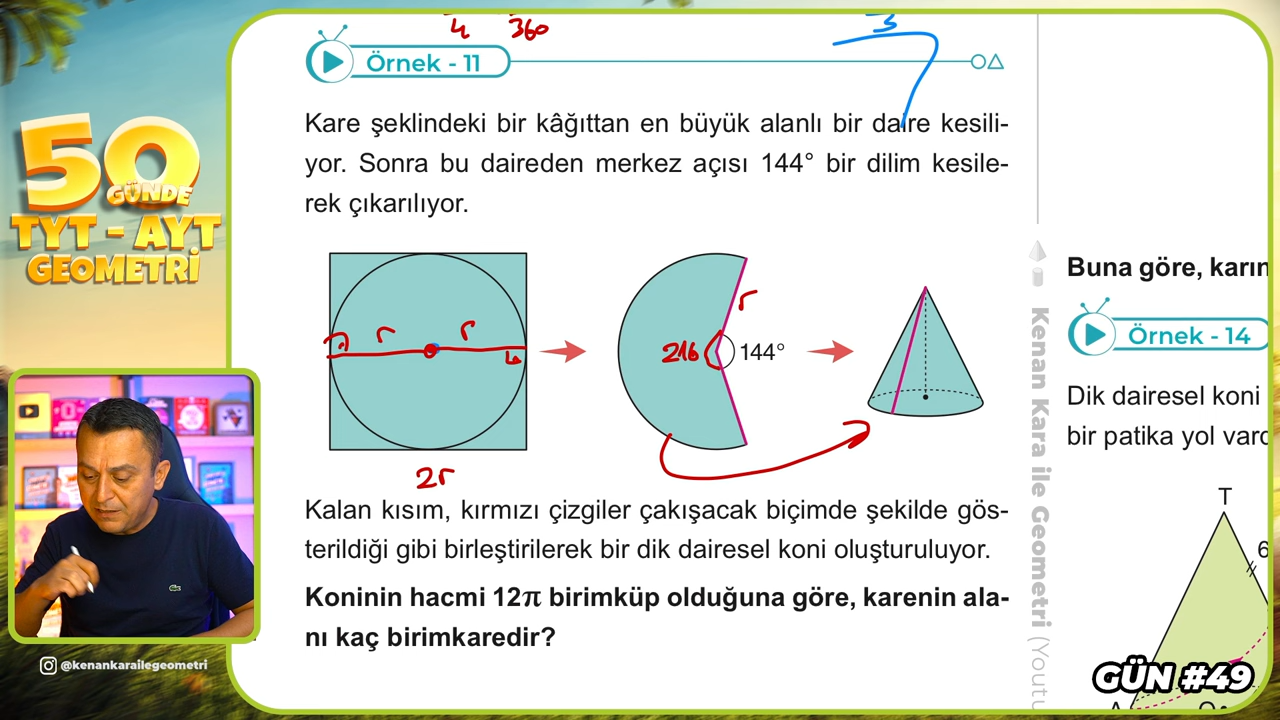 4 360
3
Örnek - 11
Kare şeklindeki bir kâğıttan en büyük alanlı bir daire kesili-
yor. Sonra bu daireden merkez açısı 144° bir dilim kesile-
rek çıkarılıyor.
r r
2r
216
144°
r
Kalan kısım, kırmızı çizgiler çakışacak biçimde şekilde gös-
terildiği gibi birleştirilerek bir dik dairesel koni oluşturuluyor.
Koninin hacmi 12π birimküp olduğuna göre, karenin ala-
nı kaç birimkaredir?
Kenan Kara ile Geometri (Youtu
Buna göre, karın
Örnek - 14
Dik dairesel koni
bir patika yol vard
T
6
A
50
GÜNDE
TYT - AYT
GEOMETRİ
@kenankarailegeometri
GÜN #49